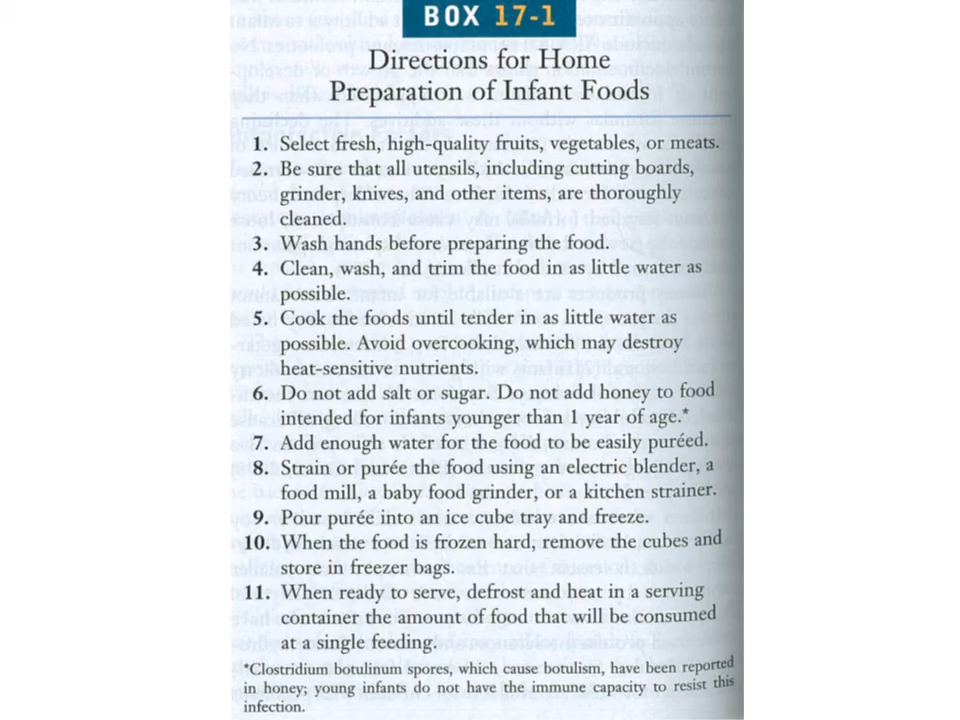 BOX 17-1
Directions for Home
Preparation of Infant Foods
1. Select fresh, high-quality fruits, vegetables, or meats.
2. Be sure that all utensils, including cutting boards,
grinder, knives, and other items, are thoroughly
cleaned.
3. Wash hands before preparing the food.
4. Clean, wash, and trim the food in as little water as
possible.
5. Cook the foods until tender in as little water as
possible. Avoid overcooking, which may destroy
heat-sensitive nutrients.
6. Do not add salt or sugar. Do not add honey to food
intended for infants younger than 1 year of age.*
7. Add enough water for the food to be easily puréed.
8. Strain or purée the food using an electric blender, a
food mill, a baby food grinder, or a kitchen strainer.
9. Pour purée into an ice cube tray and freeze.
10. When the food is frozen hard, remove the cubes and
store in freezer bags.
11. When ready to serve, defrost and heat in a serving
container the amount of food that will be consumed
at a single feeding.
*Clostridium botulinum spores, which cause botulism, have been reported
in honey; young infants do not have the immune capacity to resist this
infection.